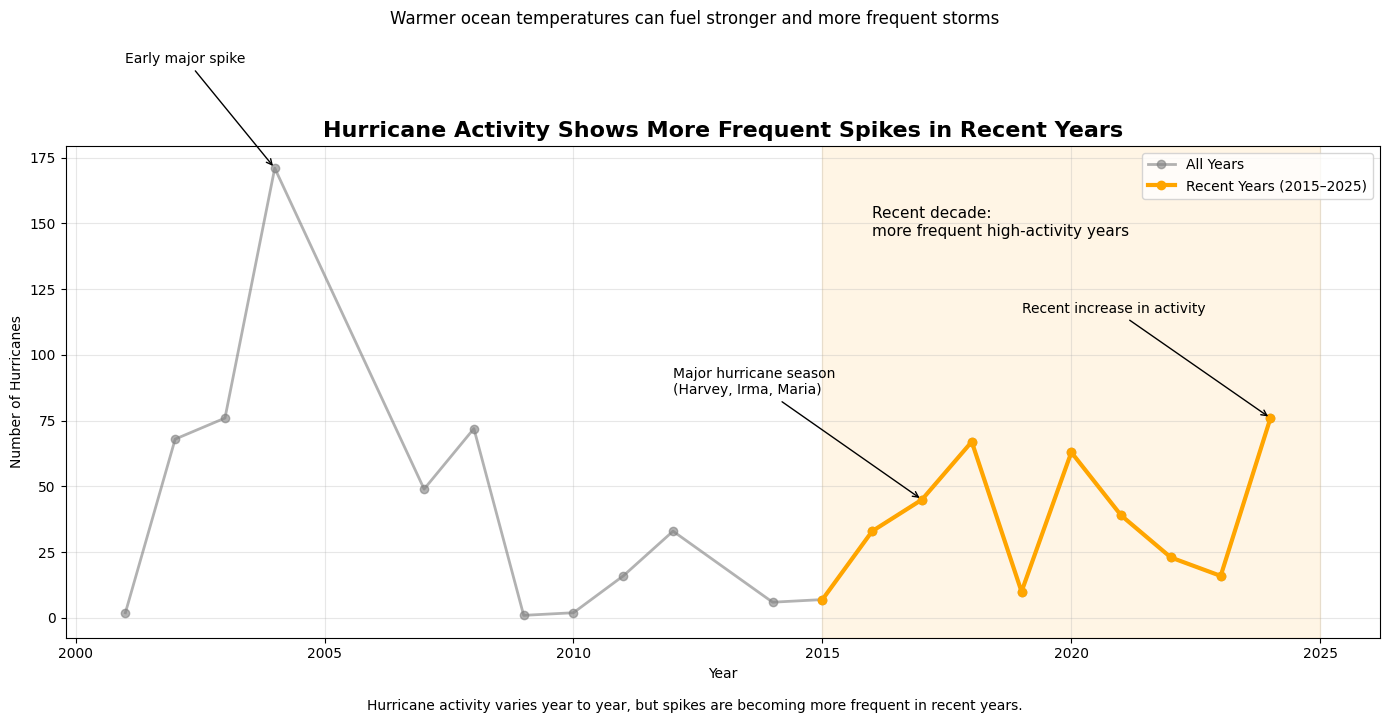 Warmer ocean temperatures can fuel stronger and more frequent storms
Early major spike
Hurricane Activity Shows More Frequent Spikes in Recent Years
175
150
125
100
75
50
25
0
Number of Hurricanes
All Years
Recent Years (2015–2025)
Recent decade:
more frequent high-activity years
Recent increase in activity
Major hurricane season
(Harvey, Irma, Maria)
2000
2005
2010
2015
2020
2025
Year
Hurricane activity varies year to year, but spikes are becoming more frequent in recent years.